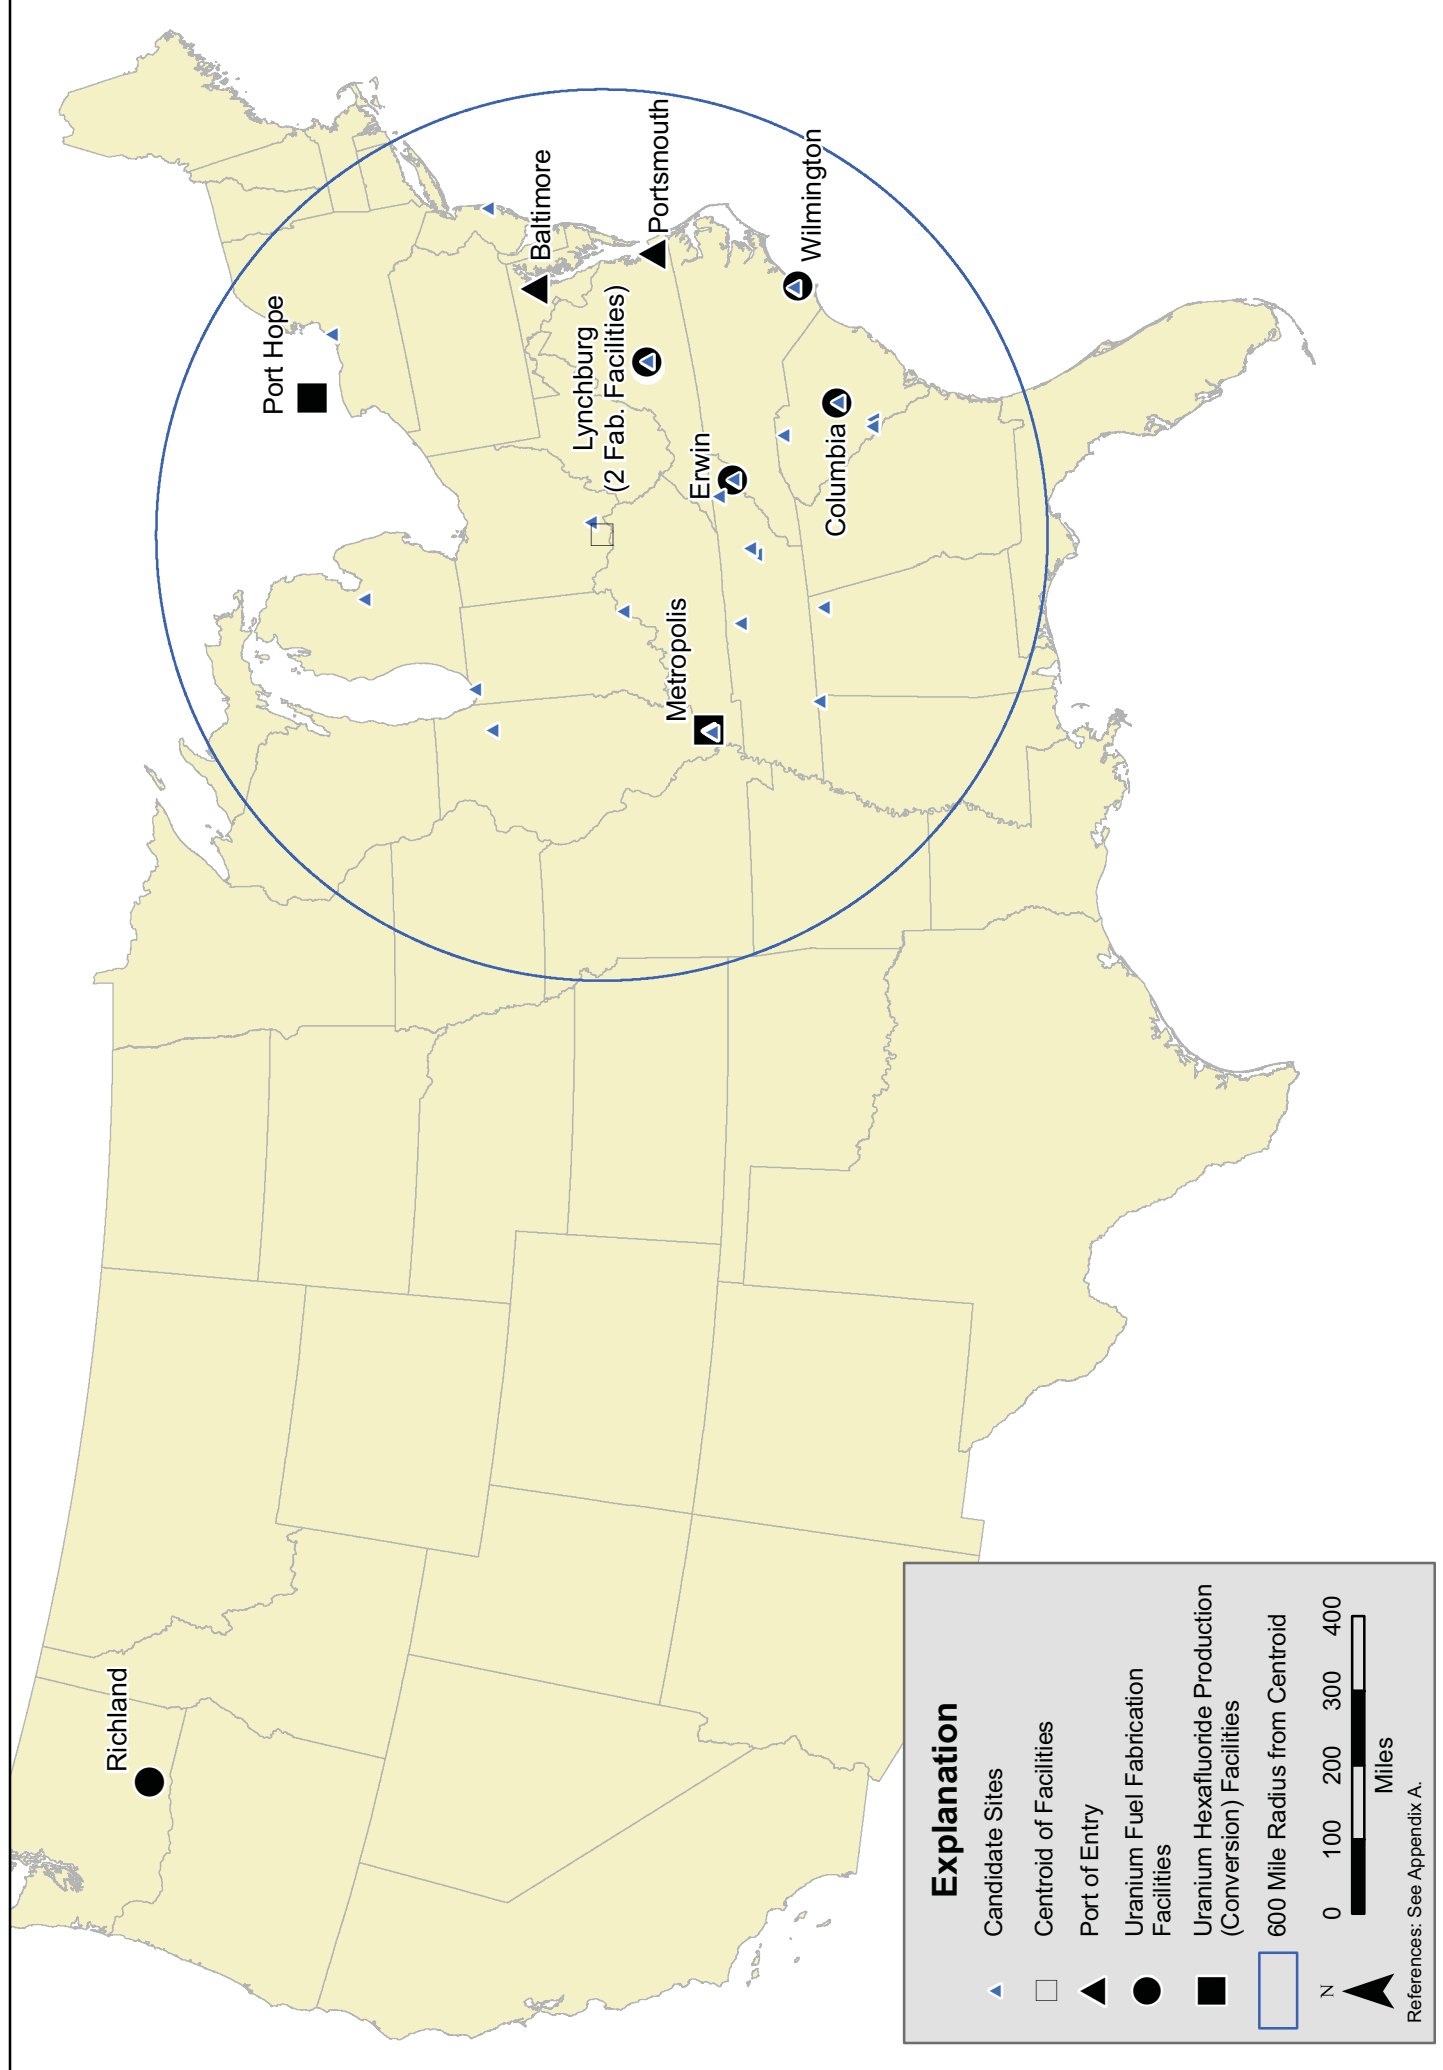 Richland
Port Hope
Baltimore
Lynchburg
(2 Fab. Facilities)
Portsmouth
Erwin
Metropolis
Wilmington
Columbia
Explanation
Candidate Sites
Centroid of Facilities
Port of Entry
Uranium Fuel Fabrication
Facilities
Uranium Hexafluoride Production
(Conversion) Facilities
600 Mile Radius from Centroid
N
0 100 200 300 400
Miles
References: See Appendix A.